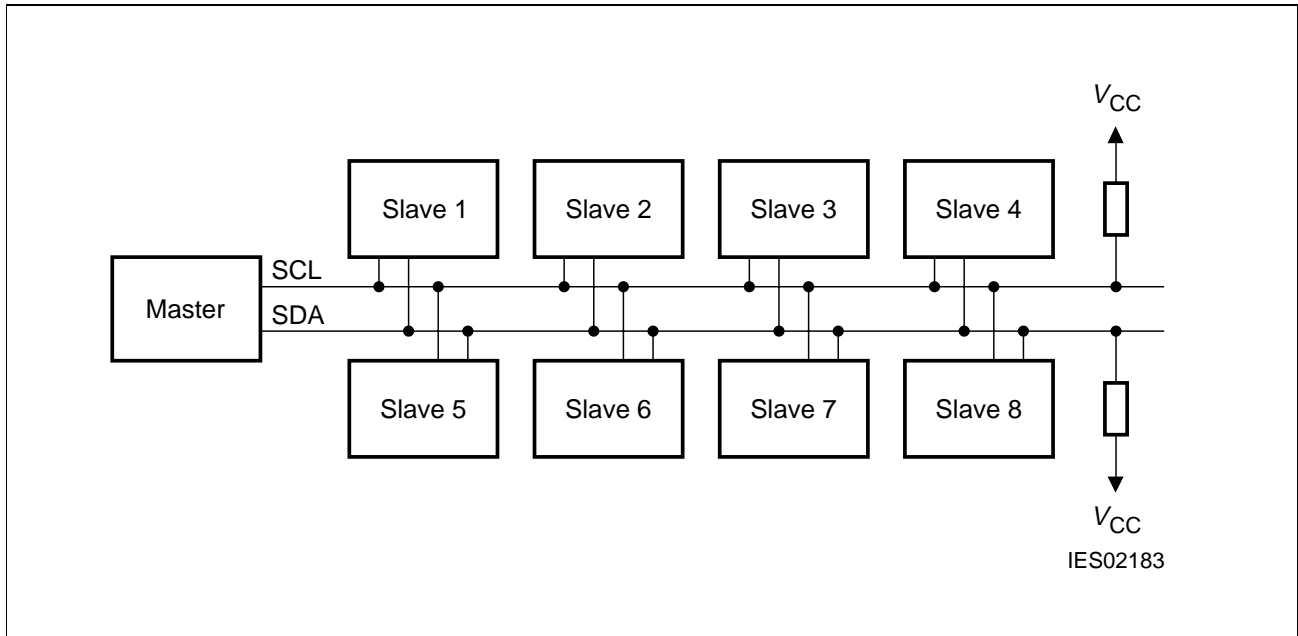 VCC
Slave 1
Slave 2
Slave 3
Slave 4
SCL
Master
SDA
Slave 5
Slave 6
Slave 7
Slave 8
VCC
IES02183